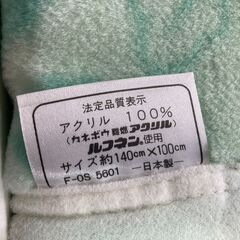 法定品質表示
アクリル 100%
(カネボウ難燃アクリル
ルフネン使用
サイズ約140cm×100cm
F-OS 5601 ー日本製ー